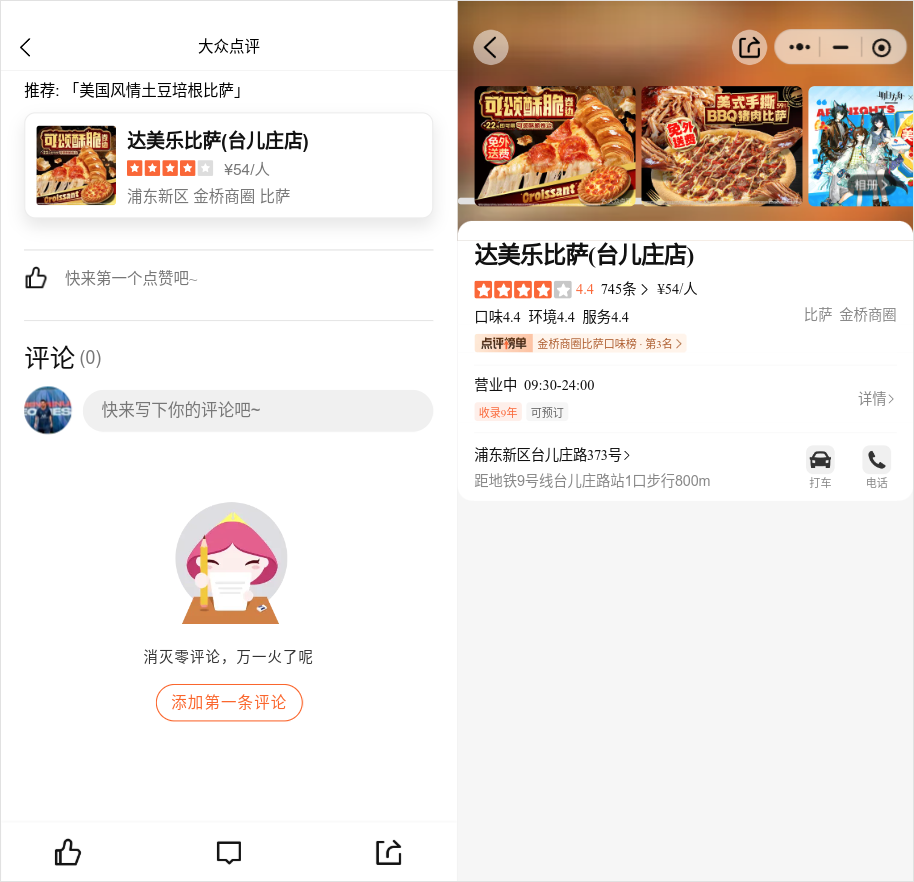 大众点评
推荐: 「美国风情土豆培根比萨」
可颂酥脆卷边
Croissant
达美乐比萨(台儿庄店)
¥54/人
浦东新区 金桥商圈 比萨
快来第一个点赞吧~
评论 (0)
快来写下你的评论吧~
消灭零评论，万一火了呢
添加第一条评论
可颂酥脆卷边
免外送费
Croissant
美式手撕
BBQ猪肉比萨
免外送费
相册
达美乐比萨(台儿庄店)
4.4 745条 ¥54/人
口味4.4 环境4.4 服务4.4
比萨 金桥商圈
点评榜单 金桥商圈比萨口味榜 · 第3名
营业中 09:30-24:00
详情
收录9年 可预订
浦东新区台儿庄路373号
距地铁9号线台儿庄路站1口步行800m
打车 电话